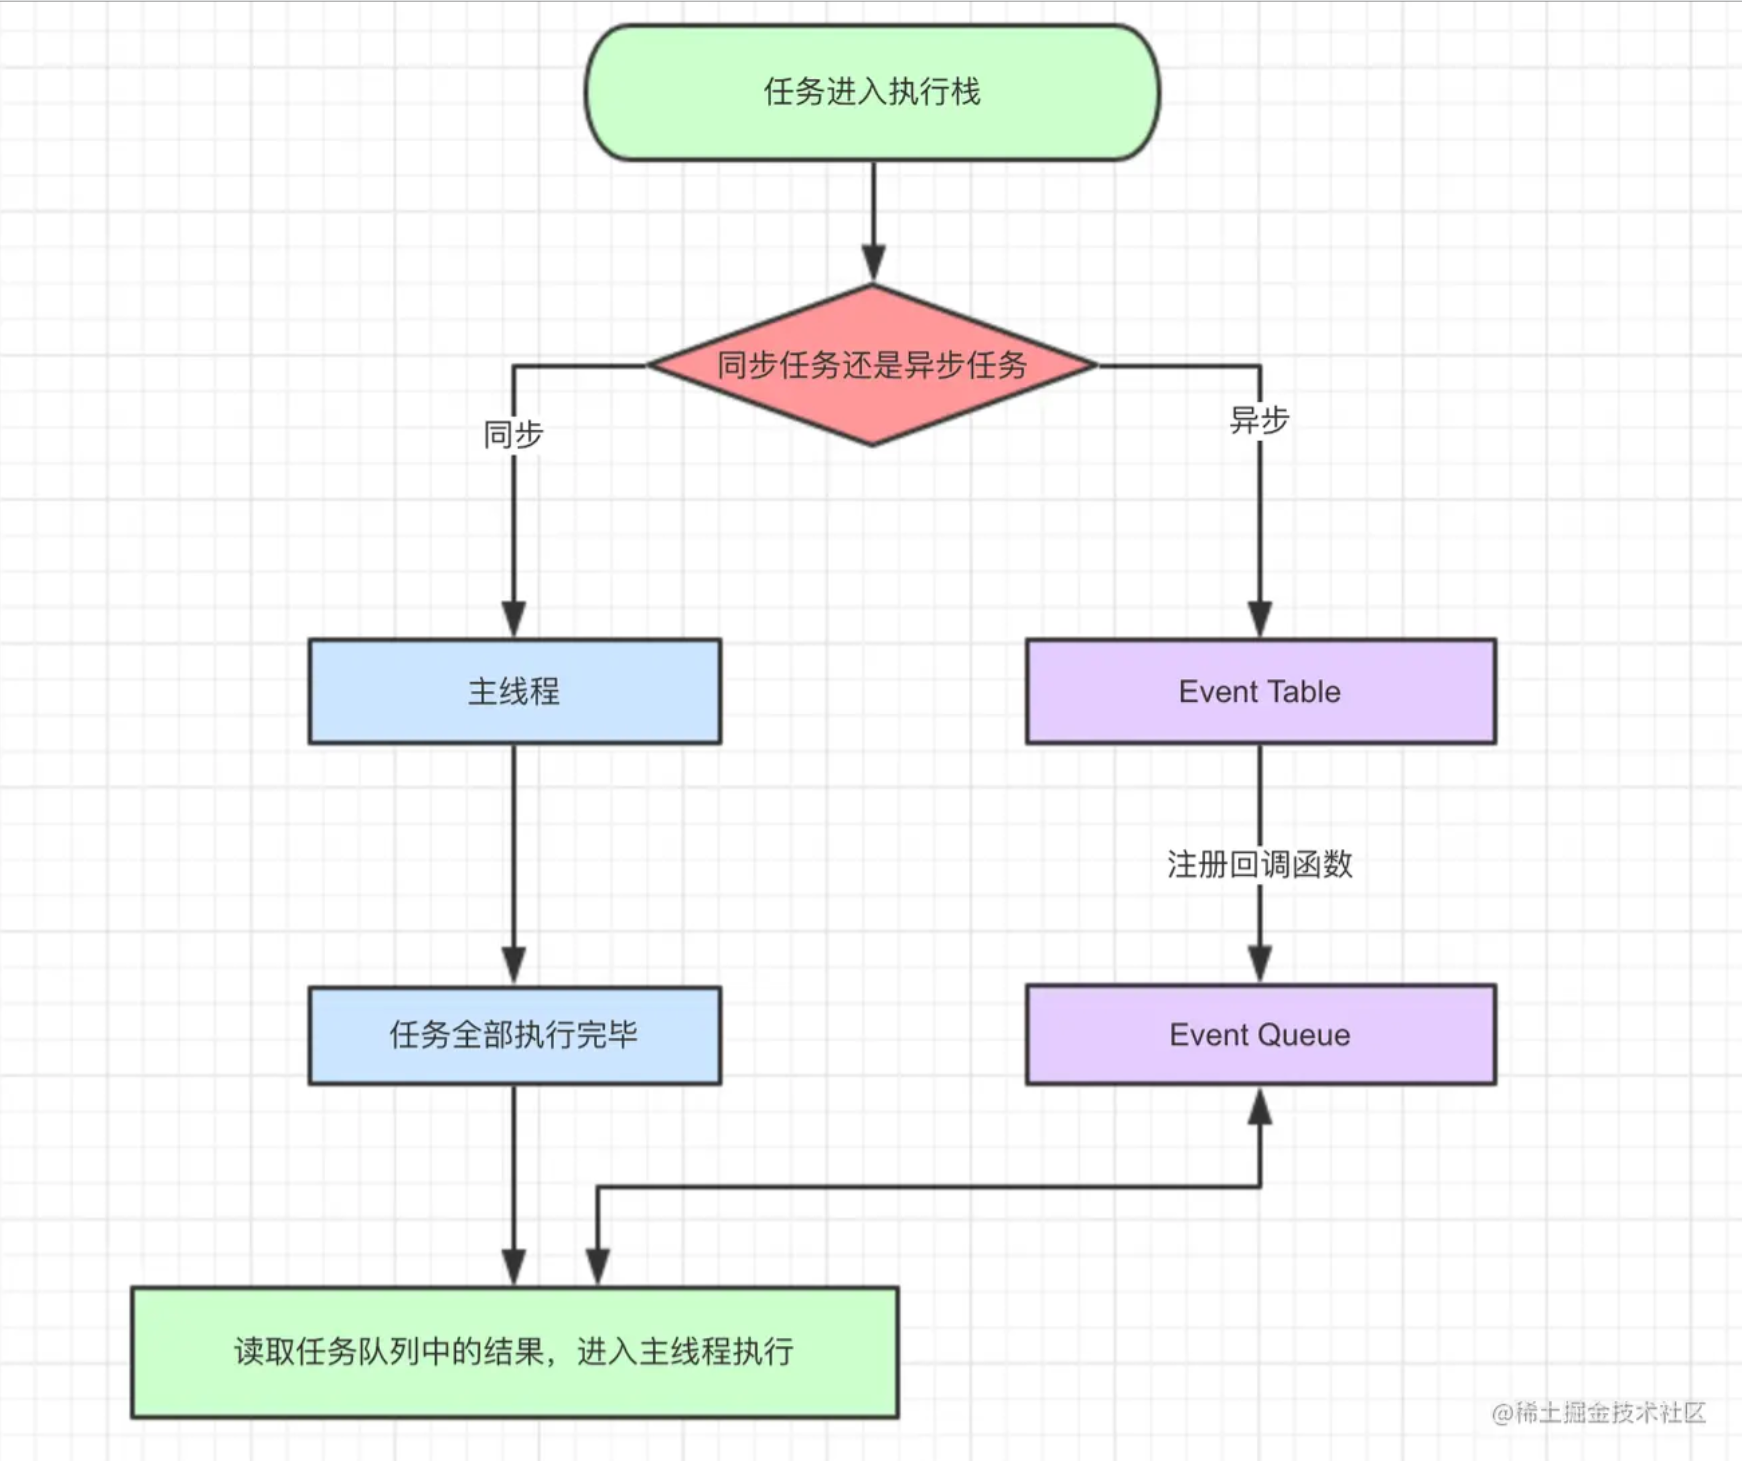 任务进入执行栈
同步任务还是异步任务
同步
异步
主线程
Event Table
注册回调函数
任务全部执行完毕
Event Queue
读取任务队列中的结果，进入主线程执行
@稀土掘金技术社区